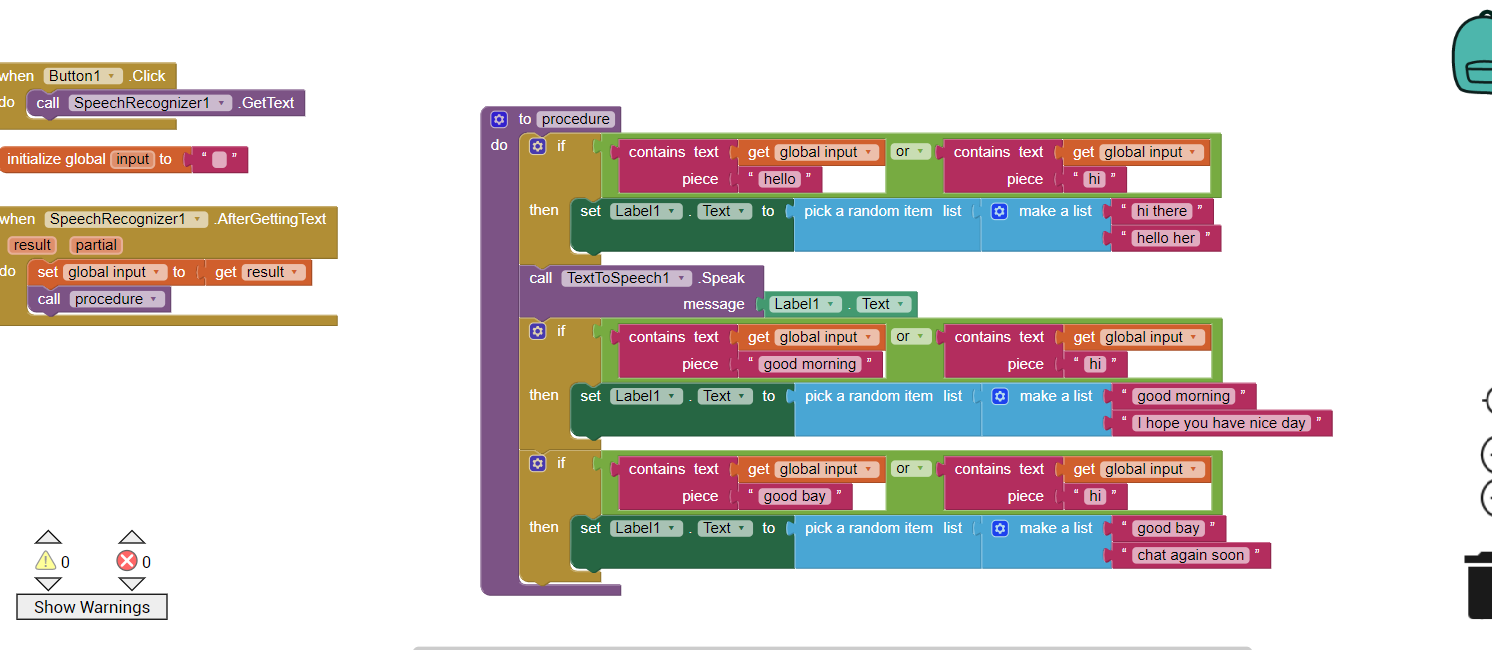 when Button1 .Click
do call SpeechRecognizer1 .GetText
initialize global input to “ ”
when SpeechRecognizer1 .AfterGettingText
result partial
do set global input to get result
call procedure
0 0
Show Warnings
to procedure
do if contains text get global input or contains text get global input
piece “ hello ” piece “ hi ”
then set Label1 . Text to pick a random item list make a list “ hi there ”
“ hello her ”
call TextToSpeech1 .Speak
message Label1 . Text
if contains text get global input or contains text get global input
piece “ good morning ” piece “ hi ”
then set Label1 . Text to pick a random item list make a list “ good morning ”
“ I hope you have nice day ”
if contains text get global input or contains text get global input
piece “ good bay ” piece “ hi ”
then set Label1 . Text to pick a random item list make a list “ good bay ”
“ chat again soon ”